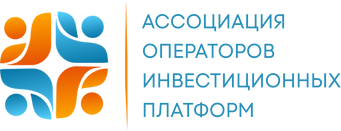 АССОЦИАЦИЯ
ОПЕРАТОРОВ
ИНВЕСТИЦИОННЫХ
ПЛАТФОРМ